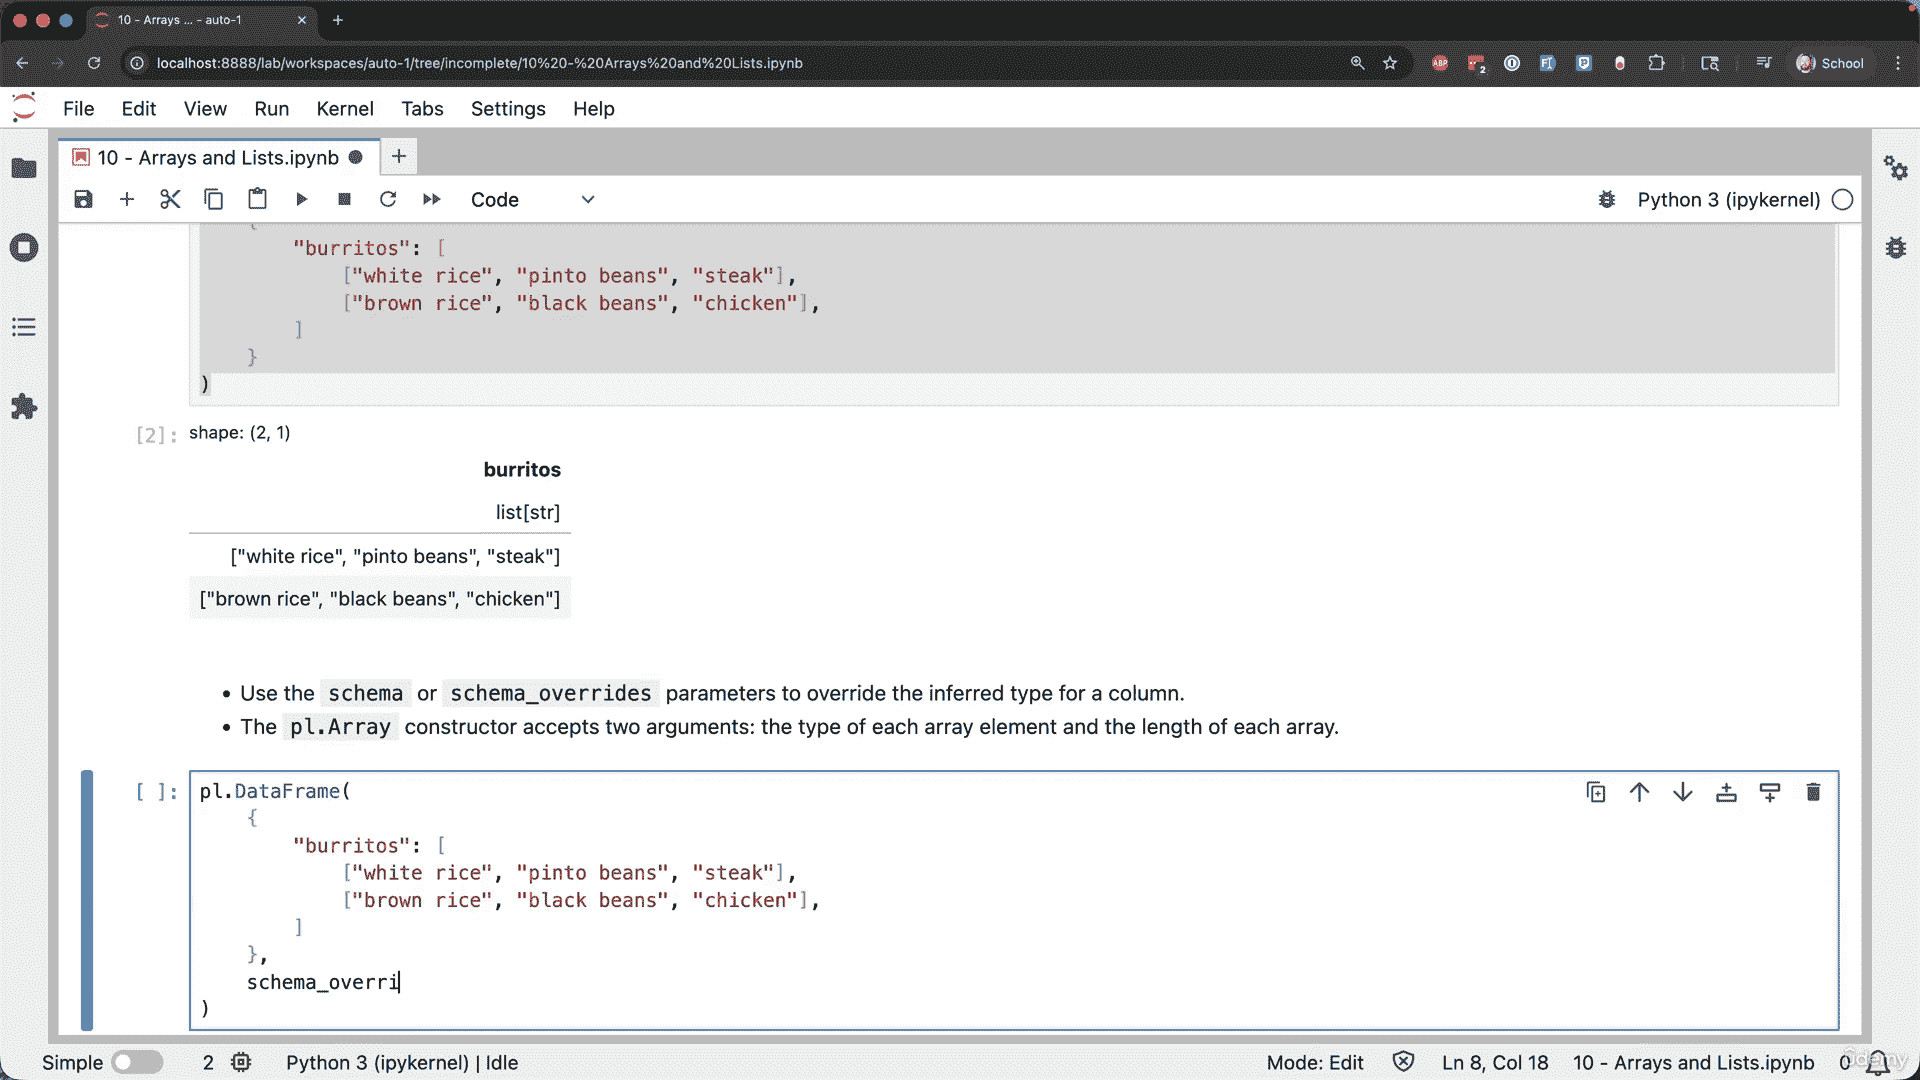 10 - Arrays ... - auto-1
localhost:8888/lab/workspaces/auto-1/tree/incomplete/10%20-%20Arrays%20and%20Lists.ipynb
ABP
2
School
File Edit View Run Kernel Tabs Settings Help
10 - Arrays and Lists.ipynb
Code
Python 3 (ipykernel)
{
"burritos": [
["white rice", "pinto beans", "steak"],
["brown rice", "black beans", "chicken"],
]
}
)
[2]: shape: (2, 1)
burritos
list[str]
["white rice", "pinto beans", "steak"]
["brown rice", "black beans", "chicken"]
• Use the schema or schema_overrides parameters to override the inferred type for a column.
• The pl.Array constructor accepts two arguments: the type of each array element and the length of each array.
[ ]: pl.DataFrame(
{
"burritos": [
["white rice", "pinto beans", "steak"],
["brown rice", "black beans", "chicken"],
]
},
schema_overri
)
Simple 2 Python 3 (ipykernel) | Idle Mode: Edit Ln 8, Col 18 10 - Arrays and Lists.ipynb 0
udemy